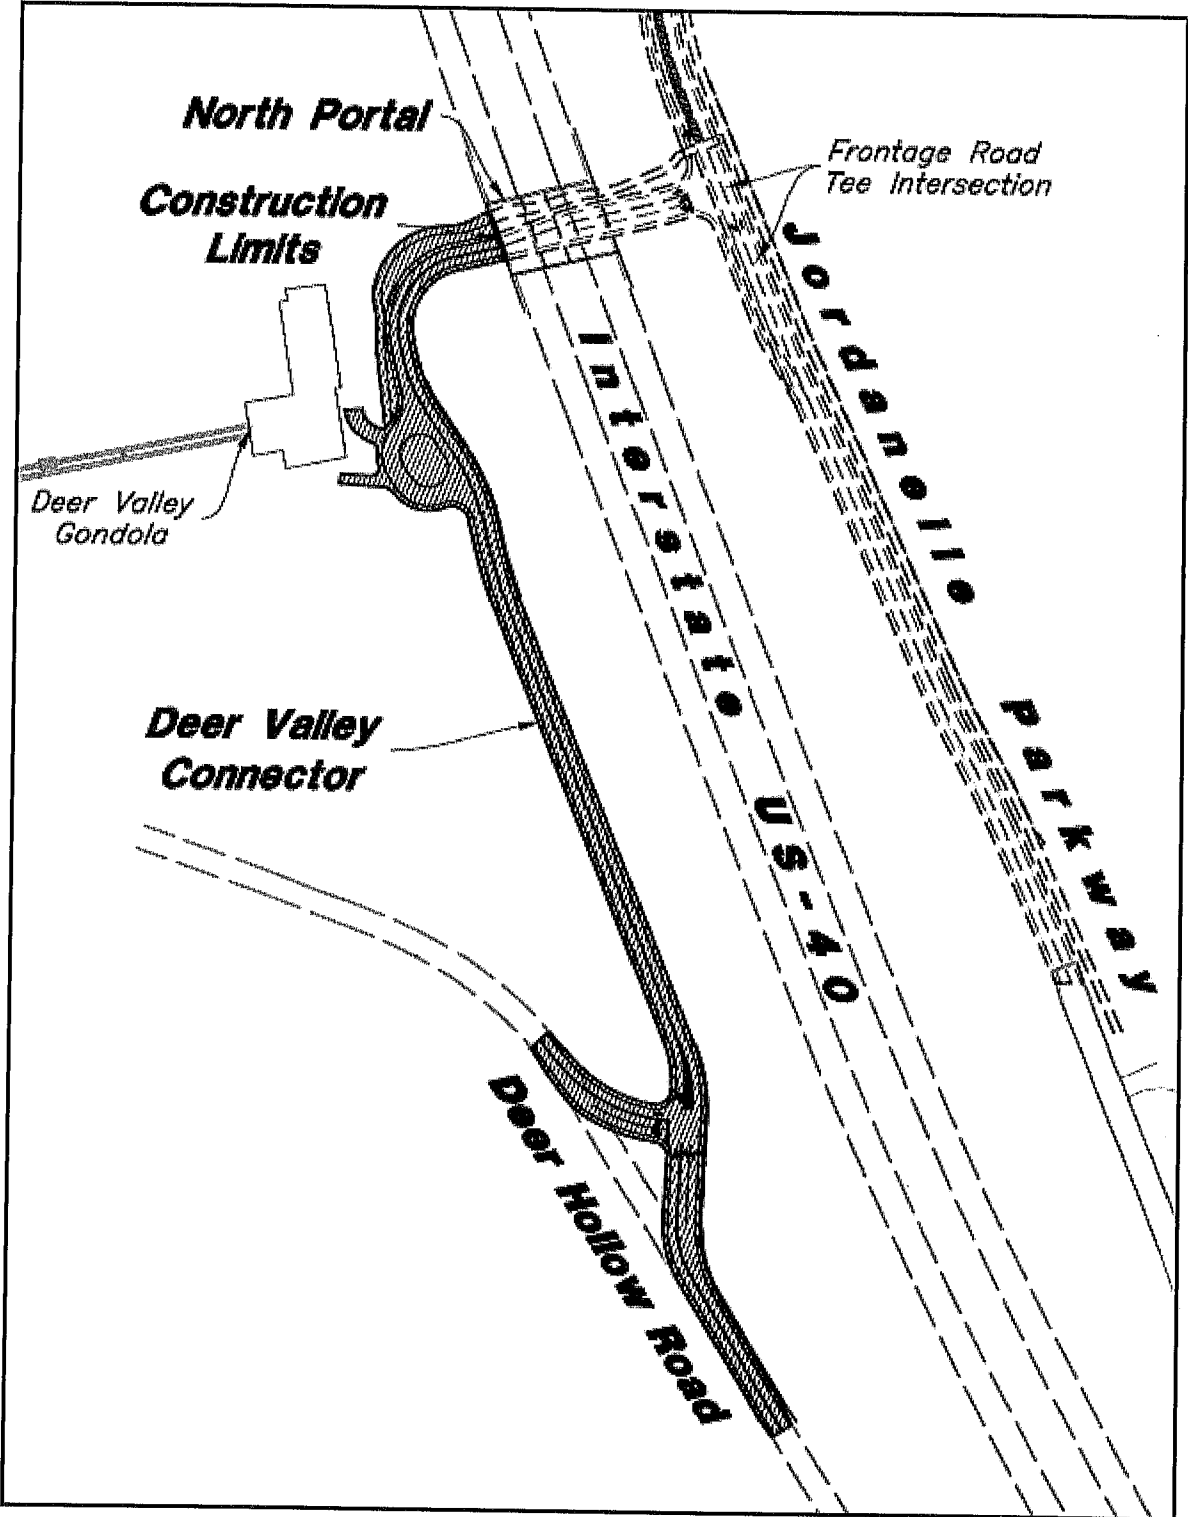 North Portal
Construction
Limits
Frontage Road
Tee Intersection
Jordanelle Parkway
Interstate US-40
Deer Valley
Gondola
Deer Valley
Connector
Deer Hollow Road